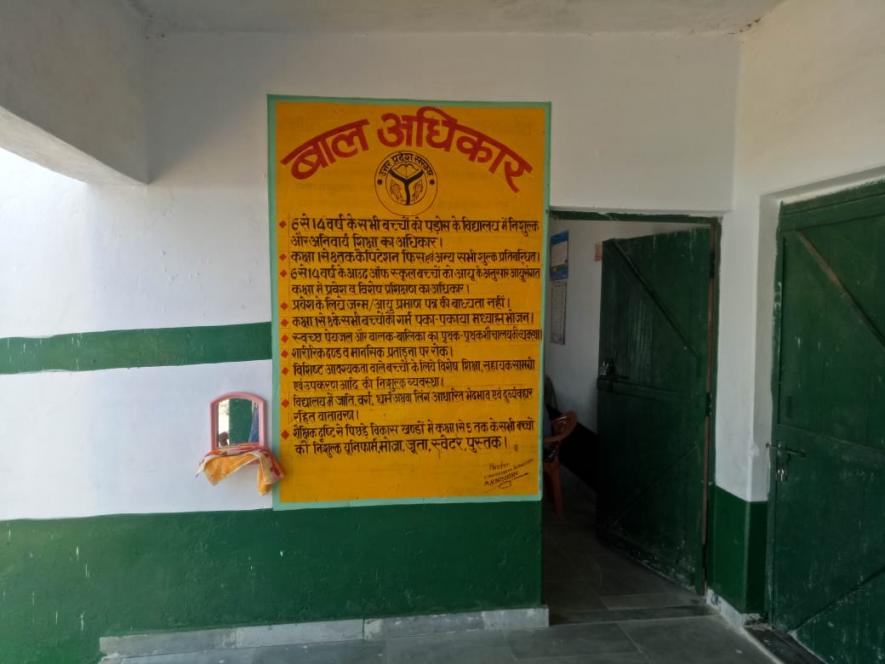 बाल अधिकार
उत्तर प्रदेश सरकार
6 से 14 वर्ष के सभी बच्चों को पड़ोस के विद्यालय में निशुल्क
और अनिवार्य शिक्षा का अधिकार।
कक्षा 1 से 8 तक कैपिटेशन फिस अन्य सभी शुल्क प्रतिबन्धित।
6 से 14 वर्ष के आउट ऑफ स्कूल बच्चों की आयु के अनुसार आयुसंगत
कक्षा में प्रवेश व विशेष प्रशिक्षण का अधिकार।
प्रवेश के लिये जन्म/आयु प्रमाण पत्र की बाध्यता नहीं।
कक्षा 1 से 8 के सभी बच्चों को गर्म पका-पकाया मध्याह्न भोजन।
स्वच्छ पेयजल और बालक-बालिका का पृथक-पृथक शौचालय की व्यवस्था
शारीरिक दण्ड व मानसिक प्रताड़ना पर रोक।
विशिष्ट आवश्यकता वाले बच्चों के लिये विशेष शिक्षा, सहायक सामग्री
एवं उपकरण आदि की निशुल्क व्यवस्था।
विद्यालय में जाति, वर्ग, धर्म अथवा लिंग आधारित भेदभाव एवं दुर्व्यवहार
रहित वातावरण।
शैक्षिक दृष्टि से पिछड़े विकास खण्डों में कक्षा 1 से 5 तक के सभी बच्चों
को निशुल्क यूनिफार्म, मोजा, जूता, स्वेटर, पुस्तक।